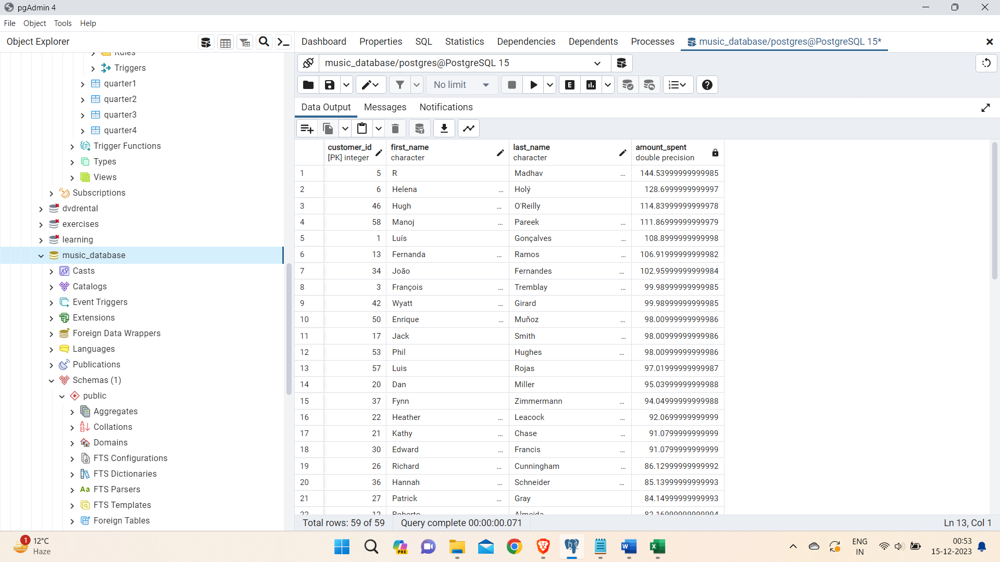 pgAdmin 4
File Object Tools Help
Object Explorer
Rules
Triggers
quarter1
quarter2
quarter3
quarter4
Trigger Functions
Types
Views
Subscriptions
dvdrental
exercises
learning
music_database
Casts
Catalogs
Event Triggers
Extensions
Foreign Data Wrappers
Languages
Publications
Schemas (1)
public
Aggregates
Collations
Domains
FTS Configurations
FTS Dictionaries
Aa FTS Parsers
FTS Templates
Foreign Tables
Dashboard Properties SQL Statistics Dependencies Dependents Processes music_database/postgres@PostgreSQL 15*
music_database/postgres@PostgreSQL 15
No limit E
Data Output Messages Notifications
customer_id first_name last_name amount_spent
[PK] integer character character double precision
1 5 R Madhav ... 144.53999999999985
2 6 Helena ... Holý 128.6999999999997
3 46 Hugh ... O'Reilly 114.83999999999978
4 58 Manoj ... Pareek ... 111.86999999999979
5 1 Luís Gonçalves ... 108.8999999999998
6 13 Fernanda ... Ramos ... 106.91999999999982
7 34 João Fernandes ... 102.95999999999984
8 3 François ... Tremblay ... 99.98999999999985
9 42 Wyatt ... Girard 99.98999999999985
10 50 Enrique ... Muñoz ... 98.00999999999986
11 17 Jack Smith ... 98.00999999999986
12 53 Phil Hughes ... 98.00999999999986
13 57 Luis Rojas 97.01999999999987
14 20 Dan Miller 95.03999999999988
15 37 Fynn Zimmermann ... 94.04999999999988
16 22 Heather ... Leacock ... 92.0699999999999
17 21 Kathy ... Chase ... 91.0799999999999
18 30 Edward ... Francis ... 91.0799999999999
19 26 Richard ... Cunningham ... 86.12999999999992
20 36 Hannah ... Schneider ... 85.13999999999993
21 27 Patrick ... Gray 84.14999999999993
22 12 Roberto ... Almeida ... 82.16999999999994
Total rows: 59 of 59 Query complete 00:00:00.071 Ln 13, Col 1
1 12°C
Haze
PRE
ENG
IN
00:53
15-12-2023